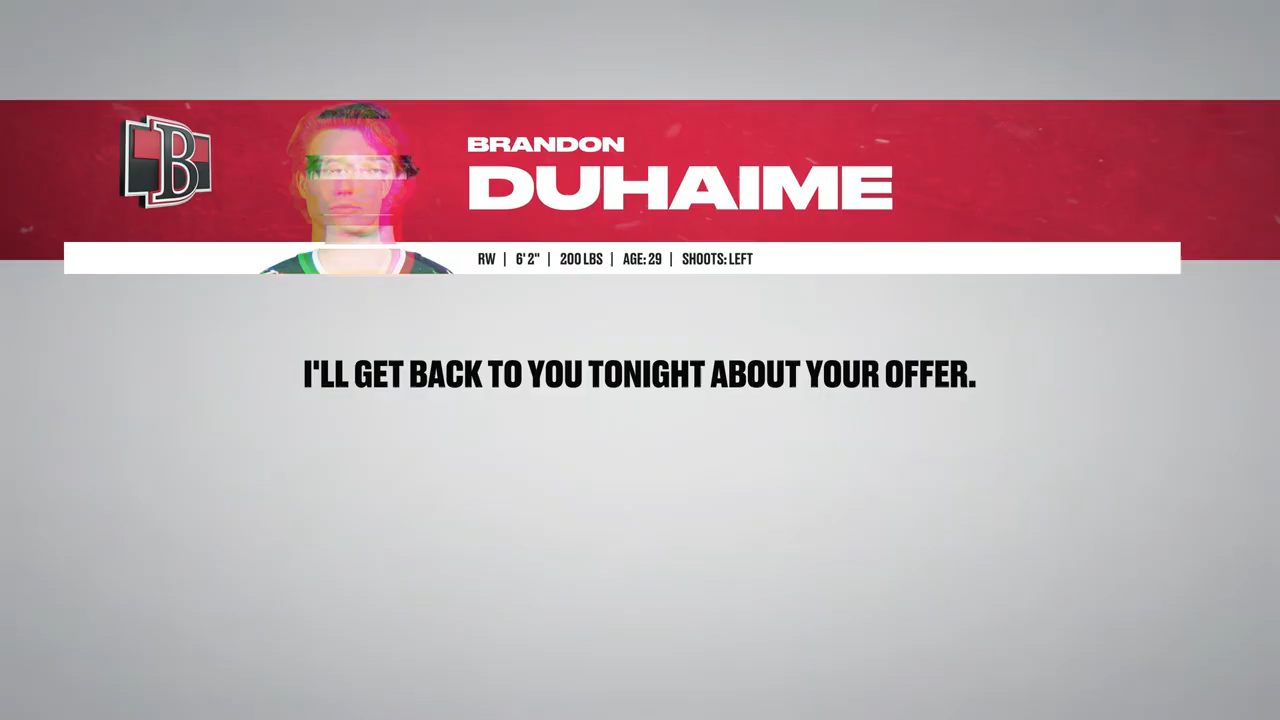 B
BRANDON
DUHAIME
RW | 6' 2" | 200 LBS | AGE: 29 | SHOOTS: LEFT
I'LL GET BACK TO YOU TONIGHT ABOUT YOUR OFFER.